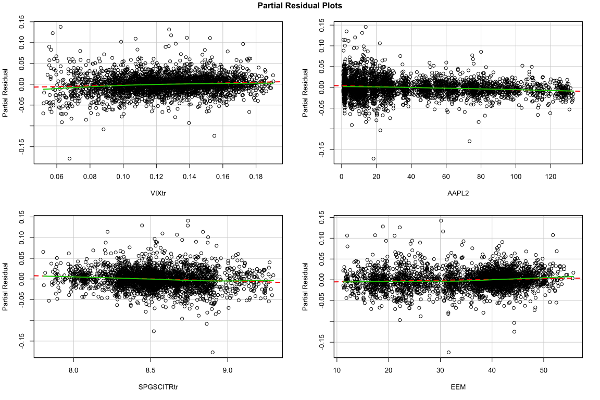 Partial Residual Plots
Partial Residual
-0.15 -0.05 0.00 0.05 0.10 0.15
0.06 0.08 0.10 0.12 0.14 0.16 0.18
VIXtr
Partial Residual
-0.15 -0.05 0.00 0.05 0.10 0.15
0 20 40 60 80 100 120
AAPL2
Partial Residual
-0.15 -0.05 0.00 0.05 0.10 0.15
8.0 8.5 9.0
SPGSCITRtr
Partial Residual
-0.15 -0.05 0.00 0.05 0.10 0.15
10 20 30 40 50
EEM